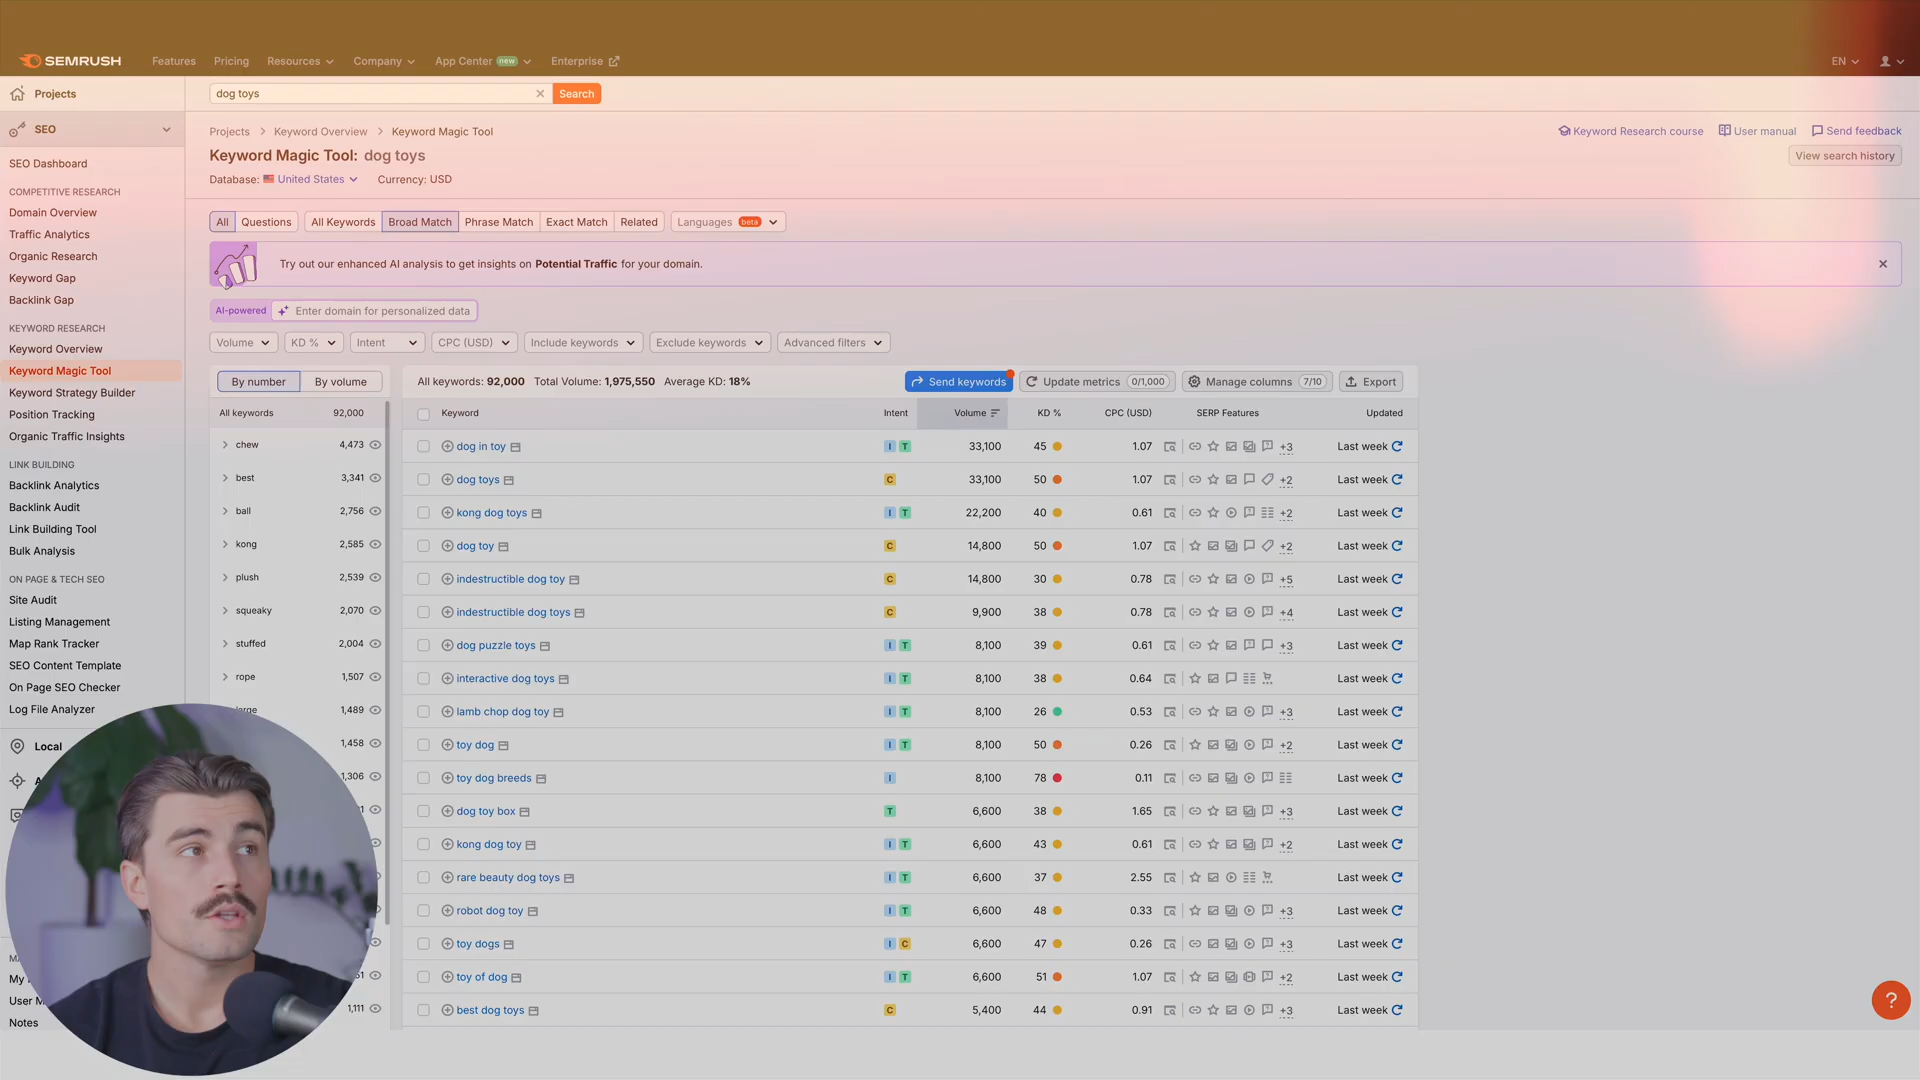 SEMRUSH
Features
Pricing
Resources
Company
App Center new
Enterprise
EN
Projects
dog toys
Search
SEO
Projects > Keyword Overview > Keyword Magic Tool
Keyword Research course
User manual
Send feedback
Keyword Magic Tool: dog toys
View search history
Database: United States
Currency: USD
SEO Dashboard
COMPETITIVE RESEARCH
Domain Overview
Traffic Analytics
Organic Research
Keyword Gap
Backlink Gap
KEYWORD RESEARCH
Keyword Overview
Keyword Magic Tool
Keyword Strategy Builder
Position Tracking
Organic Traffic Insights
LINK BUILDING
Backlink Analytics
Backlink Audit
Link Building Tool
Bulk Analysis
ON PAGE & TECH SEO
Site Audit
Listing Management
Map Rank Tracker
SEO Content Template
On Page SEO Checker
Log File Analyzer
Local
My
User
Notes
All Questions All Keywords Broad Match Phrase Match Exact Match Related Languages beta
Try out our enhanced AI analysis to get insights on Potential Traffic for your domain.
AI-powered Enter domain for personalized data
Volume KD % Intent CPC (USD) Include keywords Exclude keywords Advanced filters
By number By volume
All keywords 92,000
chew 4,473
best 3,341
ball 2,756
kong 2,585
plush 2,539
squeaky 2,070
stuffed 2,004
rope 1,507
large 1,489
1,458
1,306
1,111
All keywords: 92,000 Total Volume: 1,975,550 Average KD: 18%
Send keywords Update metrics 0/1,000 Manage columns 7/10 Export
Keyword Intent Volume KD % CPC (USD) SERP Features Updated
dog in toy I T 33,100 45 1.07 +3 Last week
dog toys C 33,100 50 1.07 +2 Last week
kong dog toys I T 22,200 40 0.61 +2 Last week
dog toy C 14,800 50 1.07 +2 Last week
indestructible dog toy C 14,800 30 0.78 +5 Last week
indestructible dog toys C 9,900 38 0.78 +4 Last week
dog puzzle toys I T 8,100 39 0.61 +3 Last week
interactive dog toys I T 8,100 38 0.64 Last week
lamb chop dog toy I T 8,100 26 0.53 +3 Last week
toy dog I T 8,100 50 0.26 +2 Last week
toy dog breeds I 8,100 78 0.11 Last week
dog toy box T 6,600 38 1.65 +3 Last week
kong dog toy I T 6,600 43 0.61 +2 Last week
rare beauty dog toys I T 6,600 37 2.55 Last week
robot dog toy I T 6,600 48 0.33 +3 Last week
toy dogs I C 6,600 47 0.26 +3 Last week
toy of dog I T 6,600 51 1.07 +2 Last week
best dog toys C 5,400 44 0.91 +3 Last week
?